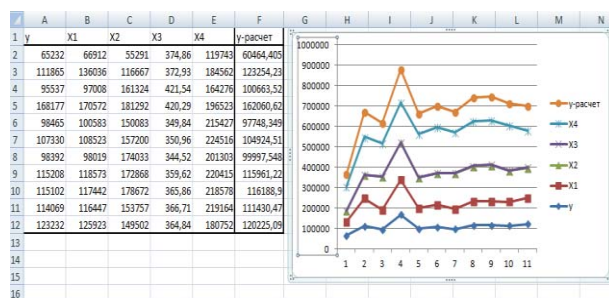 A B C D E F G H I J K L M N
1 y X1 X2 X3 X4 y-расчет
2 65232 66912 55291 374,86 119743 60464,405
3 111865 136036 116667 372,93 184562 123254,23
4 95537 97008 161324 421,54 164276 100663,52
5 168177 170572 181292 420,29 196523 162060,62
6 98465 100583 150083 349,84 215427 97748,349
7 107330 108523 157200 350,96 224516 104924,51
8 98392 98019 174033 344,52 201303 99997,548
9 115208 118573 172868 359,62 220415 115961,22
10 115102 117442 178672 365,86 218578 116188,9
11 114069 116447 153757 366,71 219164 111430,47
12 123232 125923 149502 364,84 180752 120225,09
13
14
15
16
1000000
900000
800000
700000
600000
500000
400000
300000
200000
100000
0
1 2 3 4 5 6 7 8 9 10 11
y-расчет
X4
X3
X2
X1
y